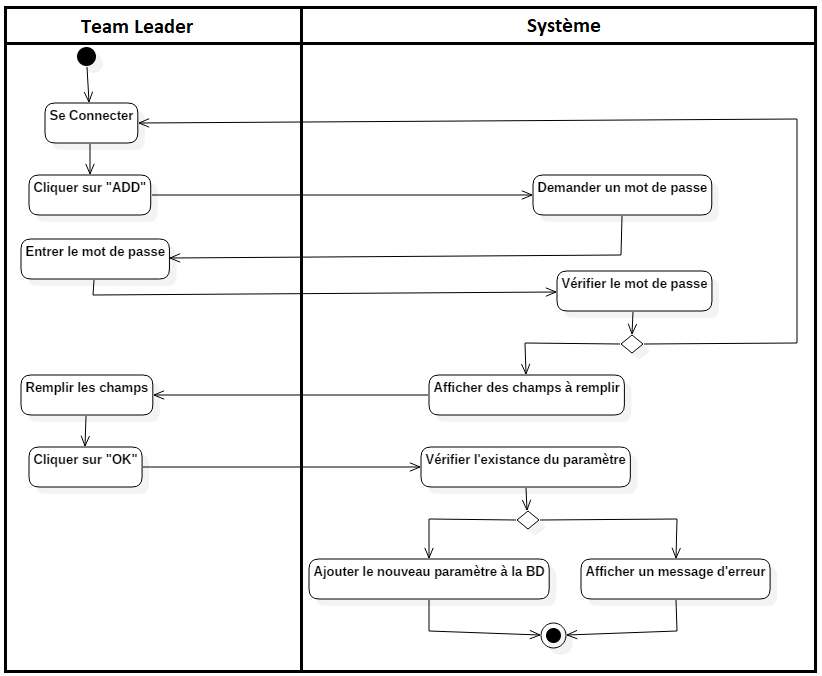 Team Leader
Système
Se Connecter
Cliquer sur "ADD"
Demander un mot de passe
Entrer le mot de passe
Vérifier le mot de passe
Remplir les champs
Afficher des champs à remplir
Cliquer sur "OK"
Vérifier l'existance du paramètre
Ajouter le nouveau paramètre à la BD
Afficher un message d'erreur